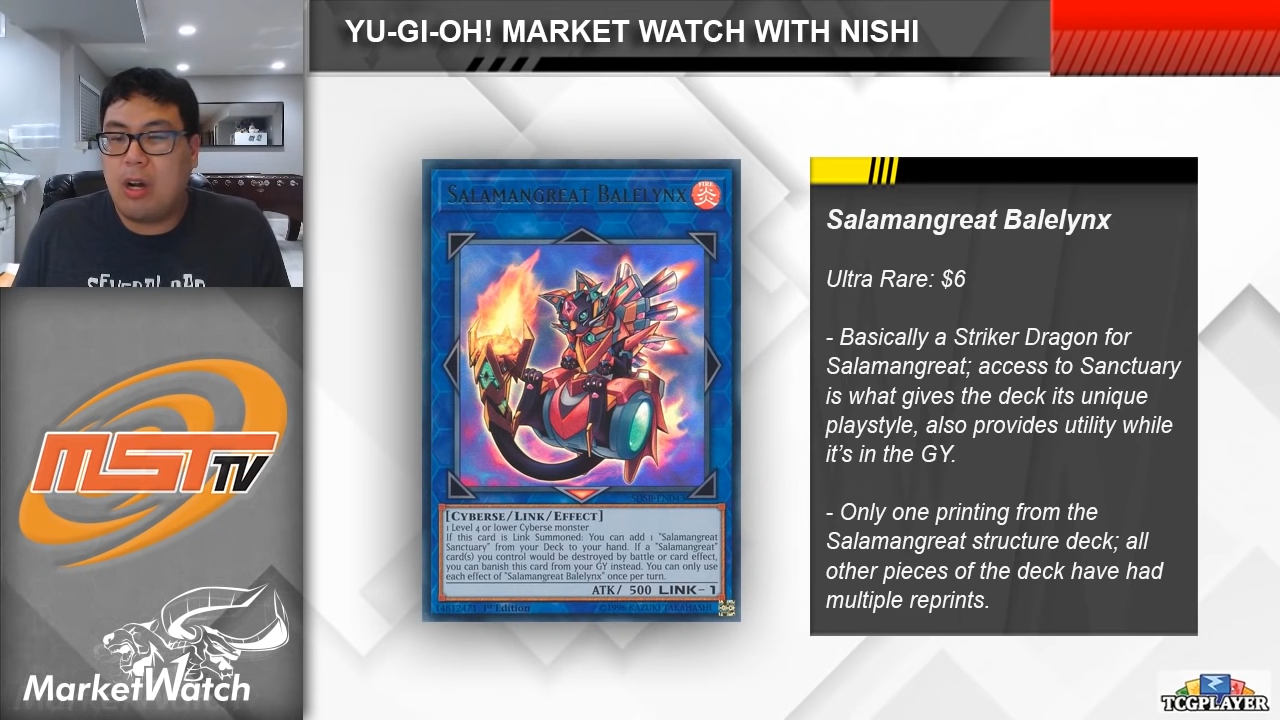 YU-GI-OH! MARKET WATCH WITH NISHI
MST TV
MarketWatch
SALAMANGREAT BALELYNX
FIRE
炎
[CYBERSE/LINK/EFFECT]
1 Level 4 or lower Cyberse monster
If this card is Link Summoned: You can add 1 "Salamangreat
Sanctuary" from your Deck to your hand. If a "Salamangreat"
card(s) you control would be destroyed by battle or card effect,
you can banish this card from your GY instead. You can only use
each effect of "Salamangreat Balelynx" once per turn.
ATK/ 500 LINK-1
1st Edition
©1996 KAZUKI TAKAHASHI
Salamangreat Balelynx
Ultra Rare: $6
- Basically a Striker Dragon for
Salamangreat; access to Sanctuary
is what gives the deck its unique
playstyle, also provides utility while
it's in the GY.
- Only one printing from the
Salamangreat structure deck; all
other pieces of the deck have had
multiple reprints.
TCGPLAYER